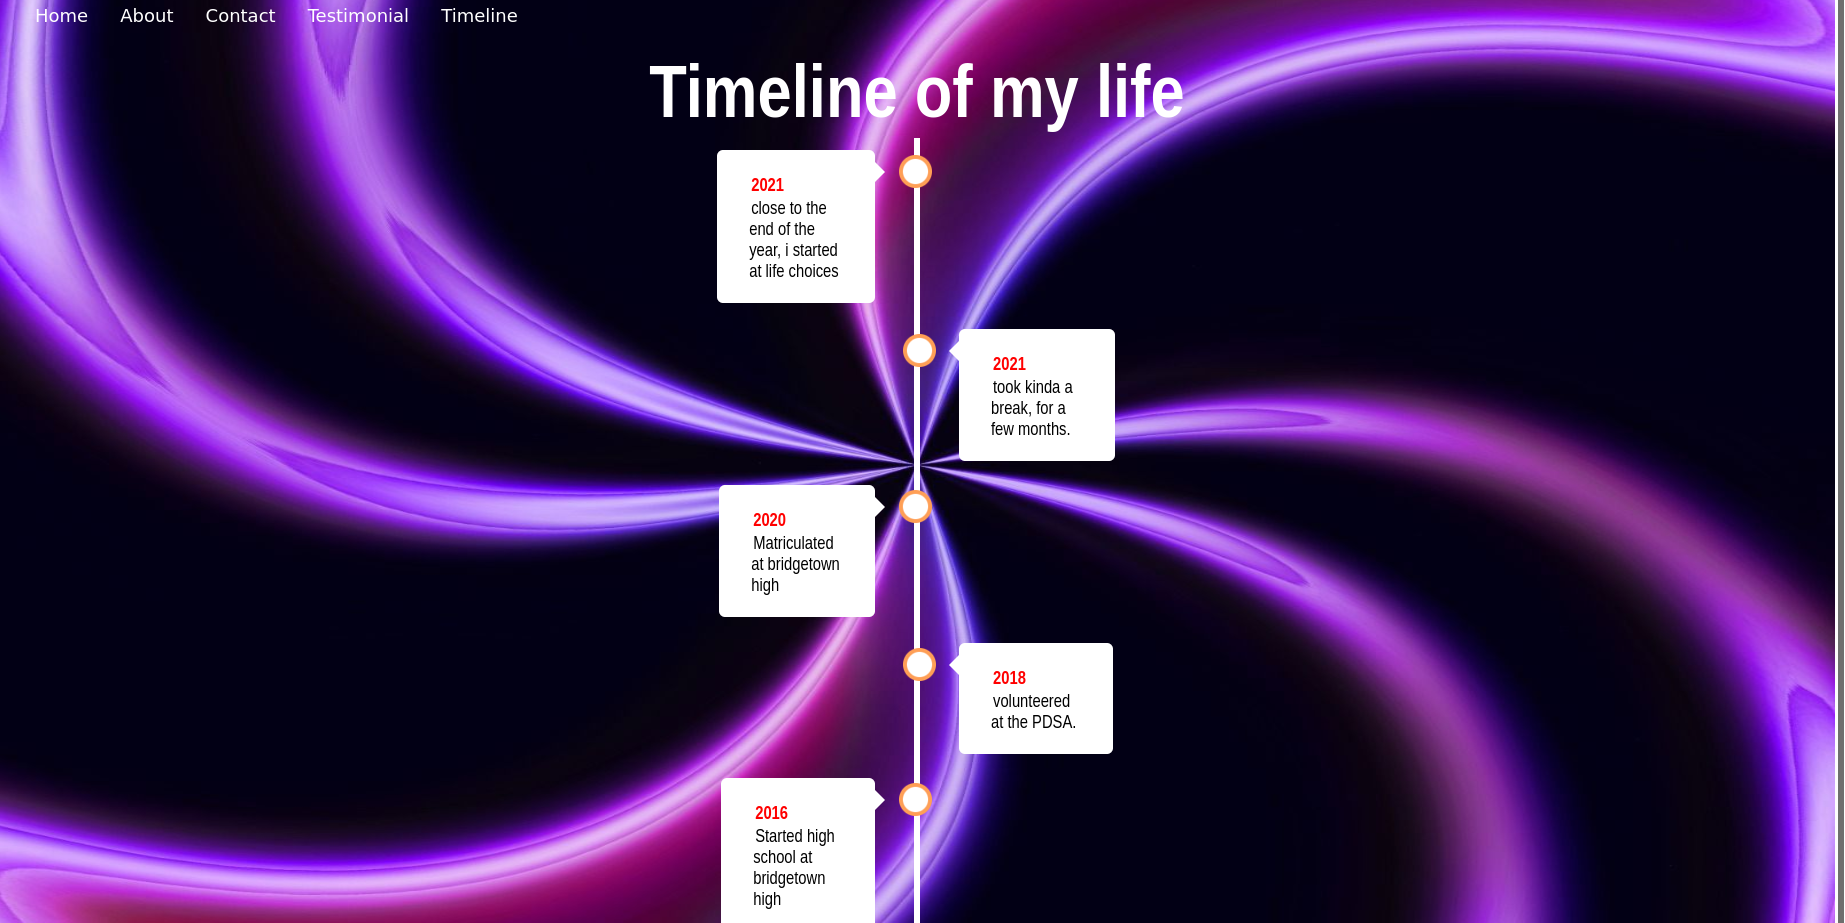 Home About Contact Testimonial Timeline
Timeline of my life
2021
close to the
end of the
year, i started
at life choices
2021
took kinda a
break, for a
few months.
2020
Matriculated
at bridgetown
high
2018
volunteered
at the PDSA.
2016
Started high
school at
bridgetown
high